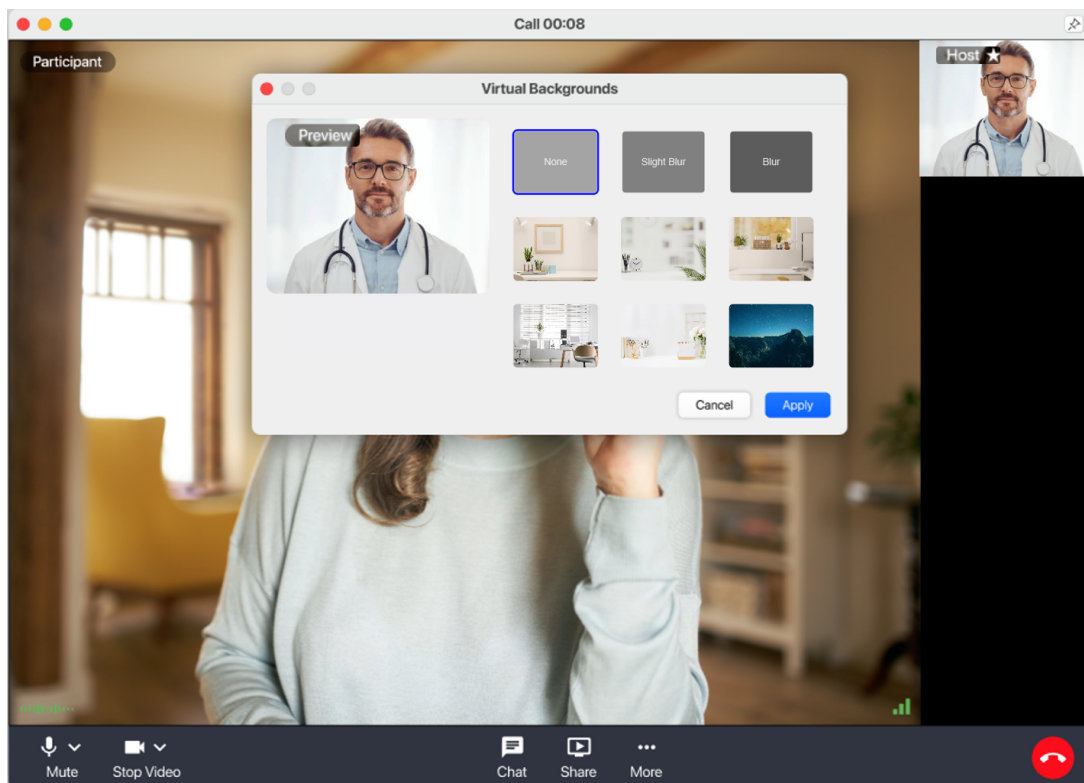 Call 00:08
Participant
Host
Virtual Backgrounds
Preview
None
Slight Blur
Blur
Cancel
Apply
Mute
Stop Video
Chat
Share
More